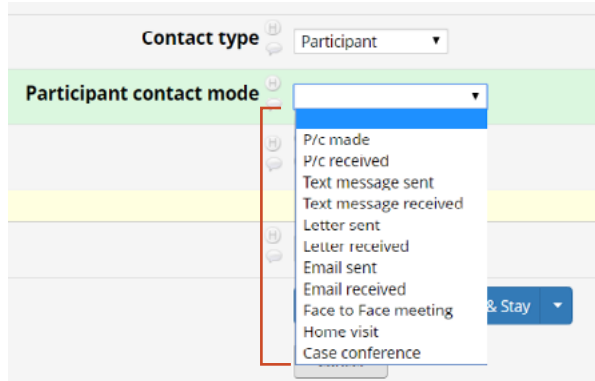 Contact type H Participant
Participant contact mode H
P/c made
H P/c received
Text message sent
Text message received
Letter sent
H Letter received
Email sent
Email received
Face to Face meeting & Stay
Home visit
Case conference